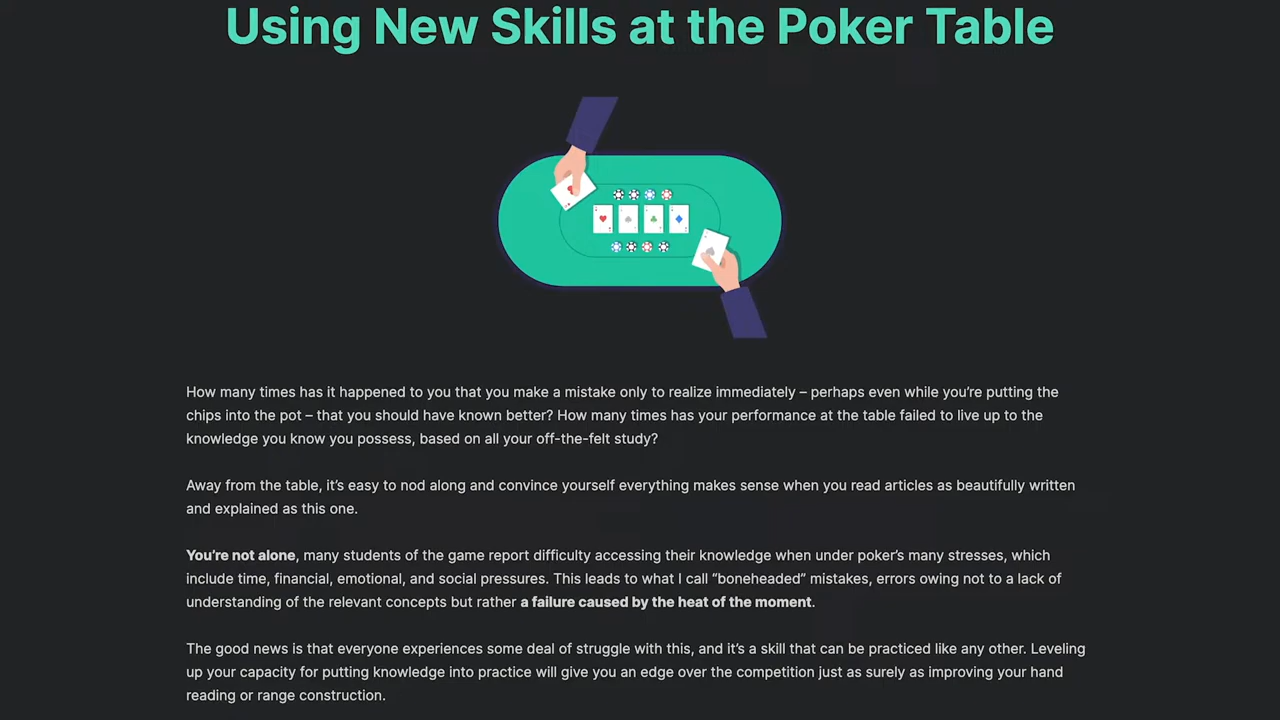 Using New Skills at the Poker Table
How many times has it happened to you that you make a mistake only to realize immediately – perhaps even while you’re putting the
chips into the pot – that you should have known better? How many times has your performance at the table failed to live up to the
knowledge you know you possess, based on all your off-the-felt study?
Away from the table, it’s easy to nod along and convince yourself everything makes sense when you read articles as beautifully written
and explained as this one.
You’re not alone, many students of the game report difficulty accessing their knowledge when under poker’s many stresses, which
include time, financial, emotional, and social pressures. This leads to what I call “boneheaded” mistakes, errors owing not to a lack of
understanding of the relevant concepts but rather a failure caused by the heat of the moment.
The good news is that everyone experiences some deal of struggle with this, and it’s a skill that can be practiced like any other. Leveling
up your capacity for putting knowledge into practice will give you an edge over the competition just as surely as improving your hand
reading or range construction.